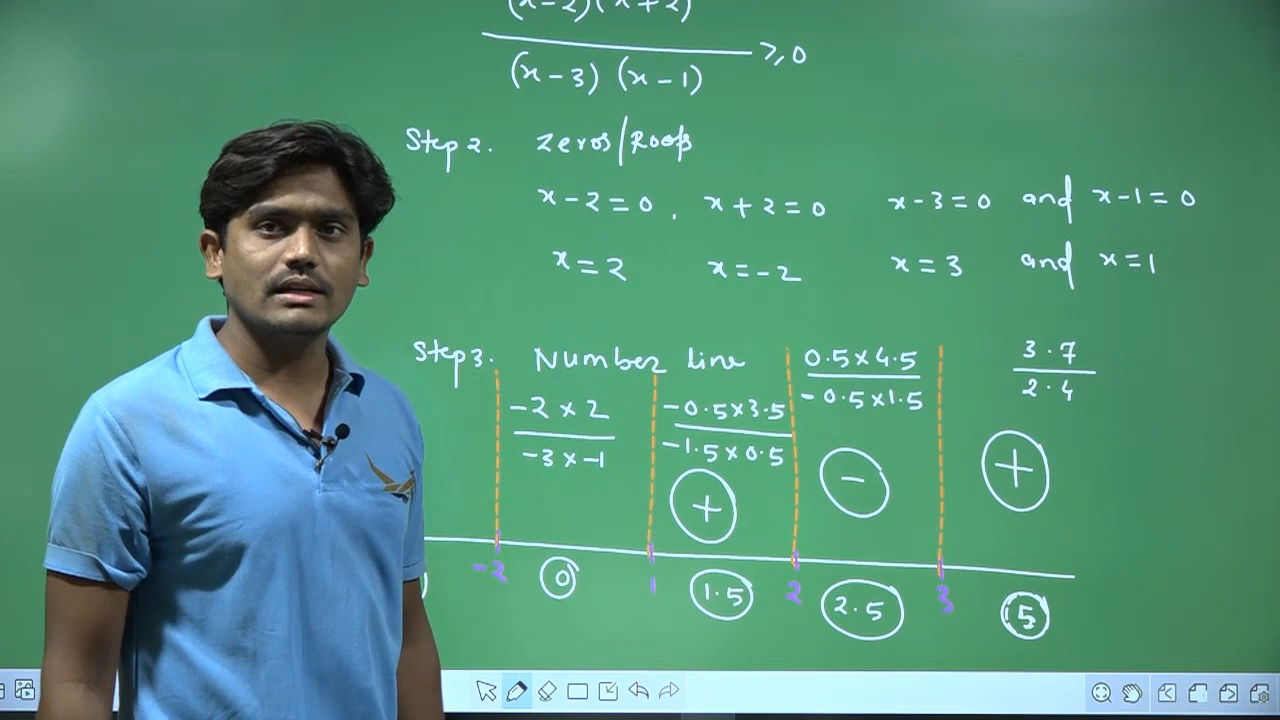 (x-2)(x+2)
(x-3) (x-1) ≥ 0
Step 2. Zeros/Roots
x-2=0, x+2=0 x-3=0 and x-1=0
x=2 x=-2 x=3 and x=1
Step 3. Number line
-2×2
-3×-1
-0.5×3.5
-1.5×0.5
+
0.5×4.5
-0.5×1.5
-
3·7
2·4
+
-2 1 2 3
0 1.5 2.5 5